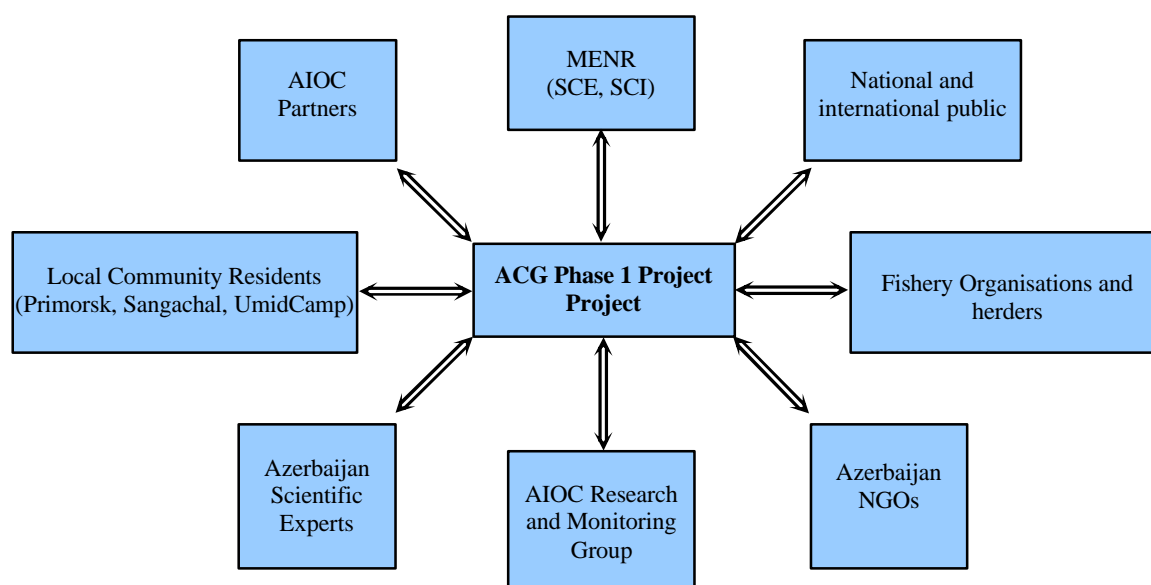 AIOC
Partners
MENR
(SCE, SCI)
National and
international public
Local Community Residents
(Primorsk, Sangachal, UmidCamp)
ACG Phase 1 Project
Project
Fishery Organisations and
herders
Azerbaijan
Scientific
Experts
AIOC Research
and Monitoring
Group
Azerbaijan
NGOs